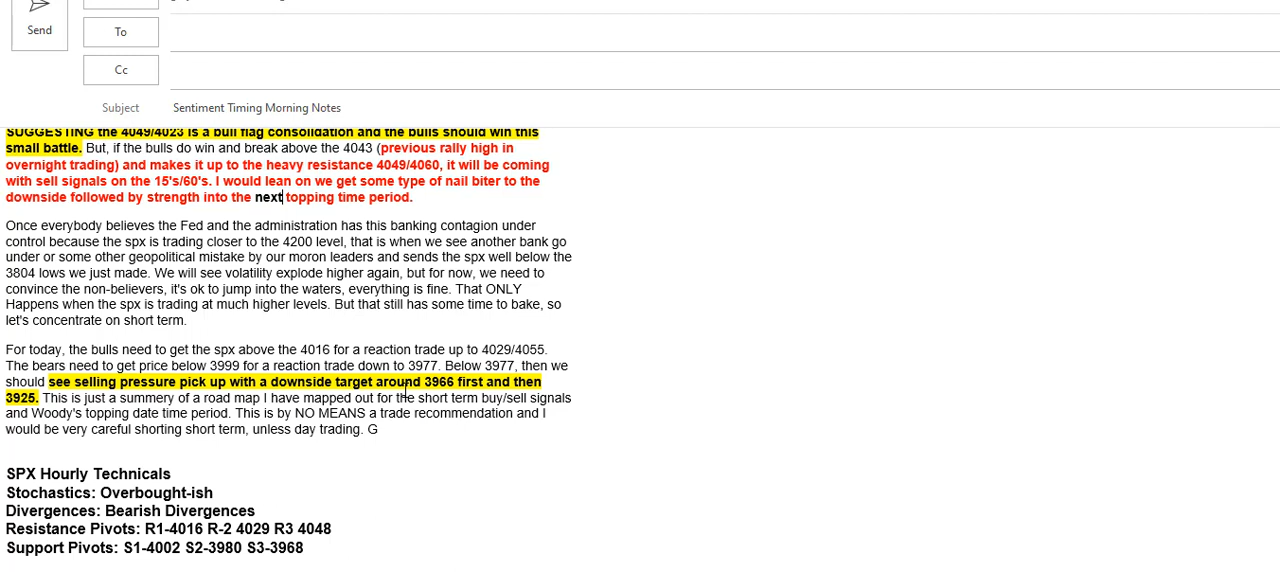 Send
To
Cc
Subject Sentiment Timing Morning Notes
SUGGESTING the 4049/4023 is a bull flag consolidation and the bulls should win this
small battle. But, if the bulls do win and break above the 4043 (previous rally high in
overnight trading) and makes it up to the heavy resistance 4049/4060, it will be coming
with sell signals on the 15's/60's. I would lean on we get some type of nail biter to the
downside followed by strength into the next topping time period.
Once everybody believes the Fed and the administration has this banking contagion under
control because the spx is trading closer to the 4200 level, that is when we see another bank go
under or some other geopolitical mistake by our moron leaders and sends the spx well below the
3804 lows we just made. We will see volatility explode higher again, but for now, we need to
convince the non-believers, it's ok to jump into the waters, everything is fine. That ONLY
Happens when the spx is trading at much higher levels. But that still has some time to bake, so
let's concentrate on short term.
For today, the bulls need to get the spx above the 4016 for a reaction trade up to 4029/4055.
The bears need to get price below 3999 for a reaction trade down to 3977. Below 3977, then we
should see selling pressure pick up with a downside target around 3966 first and then
3925. This is just a summery of a road map I have mapped out for the short term buy/sell signals
and Woody's topping date time period. This is by NO MEANS a trade recommendation and I
would be very careful shorting short term, unless day trading. G
SPX Hourly Technicals
Stochastics: Overbought-ish
Divergences: Bearish Divergences
Resistance Pivots: R1-4016 R-2 4029 R3 4048
Support Pivots: S1-4002 S2-3980 S3-3968